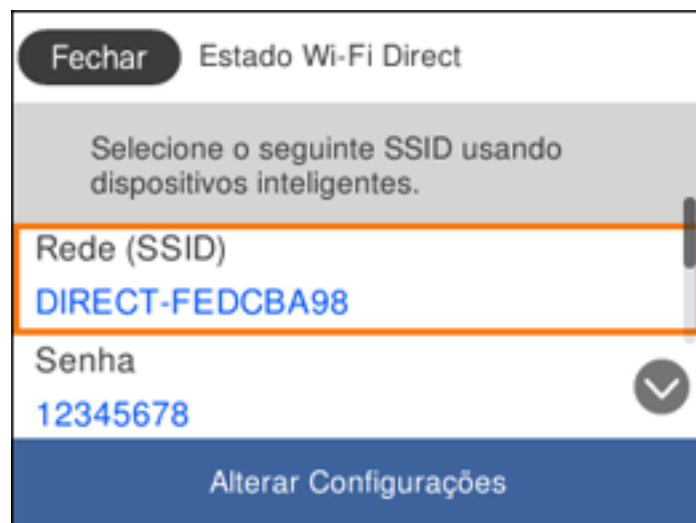 Fechar Estado Wi-Fi Direct
Selecione o seguinte SSID usando
dispositivos inteligentes.
Rede (SSID)
DIRECT-FEDCBA98
Senha
12345678
Alterar Configurações